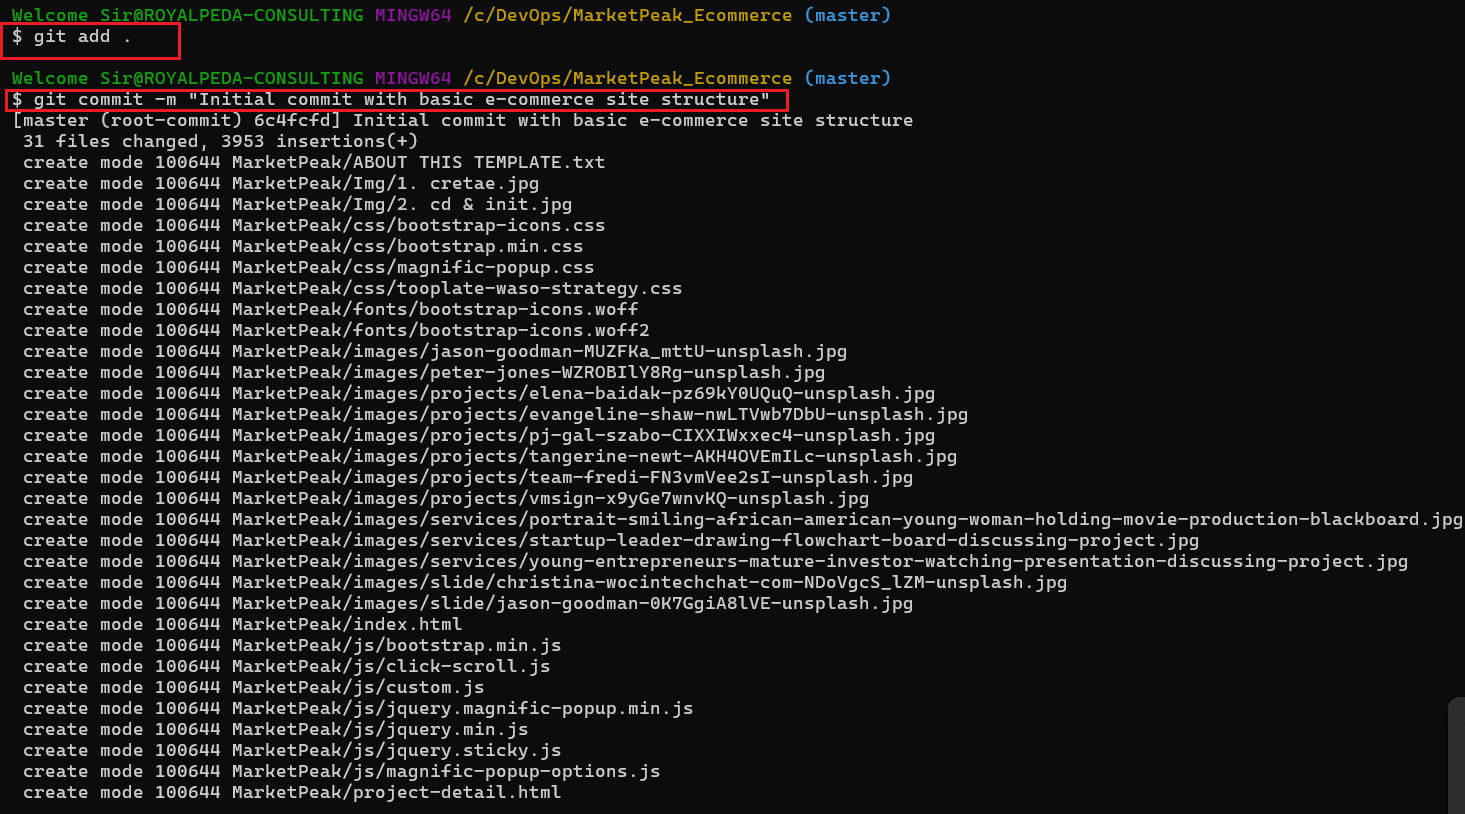 Welcome Sir@ROYALPEDA-CONSULTING MINGW64 /c/DevOps/MarketPeak_Ecommerce (master)
$ git add .
Welcome Sir@ROYALPEDA-CONSULTING MINGW64 /c/DevOps/MarketPeak_Ecommerce (master)
$ git commit -m "Initial commit with basic e-commerce site structure"
[master (root-commit) 6c4fcfd] Initial commit with basic e-commerce site structure
31 files changed, 3953 insertions(+)
create mode 100644 MarketPeak/ABOUT THIS TEMPLATE.txt
create mode 100644 MarketPeak/Img/1. cretae.jpg
create mode 100644 MarketPeak/Img/2. cd & init.jpg
create mode 100644 MarketPeak/css/bootstrap-icons.css
create mode 100644 MarketPeak/css/bootstrap.min.css
create mode 100644 MarketPeak/css/magnific-popup.css
create mode 100644 MarketPeak/css/tooplate-waso-strategy.css
create mode 100644 MarketPeak/fonts/bootstrap-icons.woff
create mode 100644 MarketPeak/fonts/bootstrap-icons.woff2
create mode 100644 MarketPeak/images/jason-goodman-MUZFKa_mttU-unsplash.jpg
create mode 100644 MarketPeak/images/peter-jones-WZROBIlY8Rg-unsplash.jpg
create mode 100644 MarketPeak/images/projects/elena-baidak-pz69kY0UQuQ-unsplash.jpg
create mode 100644 MarketPeak/images/projects/evangeline-shaw-nwLTVwb7DbU-unsplash.jpg
create mode 100644 MarketPeak/images/projects/pj-gal-szabo-CIXXIWxxec4-unsplash.jpg
create mode 100644 MarketPeak/images/projects/tangerine-newt-AKH4OVEmILc-unsplash.jpg
create mode 100644 MarketPeak/images/projects/team-fredi-FN3vmVee2sI-unsplash.jpg
create mode 100644 MarketPeak/images/projects/vmsign-x9yGe7wnvKQ-unsplash.jpg
create mode 100644 MarketPeak/images/services/portrait-smiling-african-american-young-woman-holding-movie-production-blackboard.jpg
create mode 100644 MarketPeak/images/services/startup-leader-drawing-flowchart-board-discussing-project.jpg
create mode 100644 MarketPeak/images/services/young-entrepreneurs-mature-investor-watching-presentation-discussing-project.jpg
create mode 100644 MarketPeak/images/slide/christina-wocintechchat-com-NDoVgcS_lZM-unsplash.jpg
create mode 100644 MarketPeak/images/slide/jason-goodman-0K7GgiA8lVE-unsplash.jpg
create mode 100644 MarketPeak/index.html
create mode 100644 MarketPeak/js/bootstrap.min.js
create mode 100644 MarketPeak/js/click-scroll.js
create mode 100644 MarketPeak/js/custom.js
create mode 100644 MarketPeak/js/jquery.magnific-popup.min.js
create mode 100644 MarketPeak/js/jquery.min.js
create mode 100644 MarketPeak/js/jquery.sticky.js
create mode 100644 MarketPeak/js/magnific-popup-options.js
create mode 100644 MarketPeak/project-detail.html